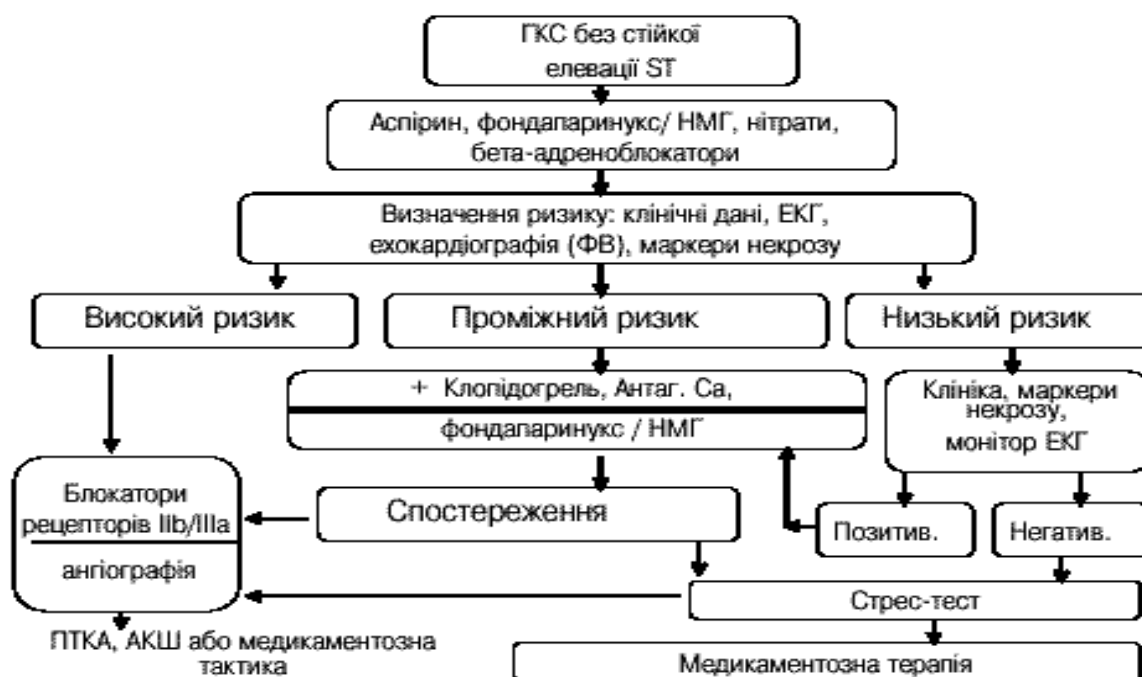 ГКС без стійкої
елевації ST
Аспірин, фондапаринукс/ НМГ, нітрати,
бета-адреноблокатори
Визначення ризику: клінічні дані, ЕКГ,
ехокардіографія (ФВ), маркери некрозу
Високий ризик
Проміжний ризик
Низький ризик
+ Клопідогрель, Антаг. Са,
фондапаринукс / НМГ
Клініка, маркери
некрозу,
монітор ЕКГ
Блокатори
рецепторів IIb/IIIa
ангіографія
Спостереження
Позитив.
Негатив.
Стрес-тест
ПТКА, АКШ або медикаментозна
тактика
Медикаментозна терапія